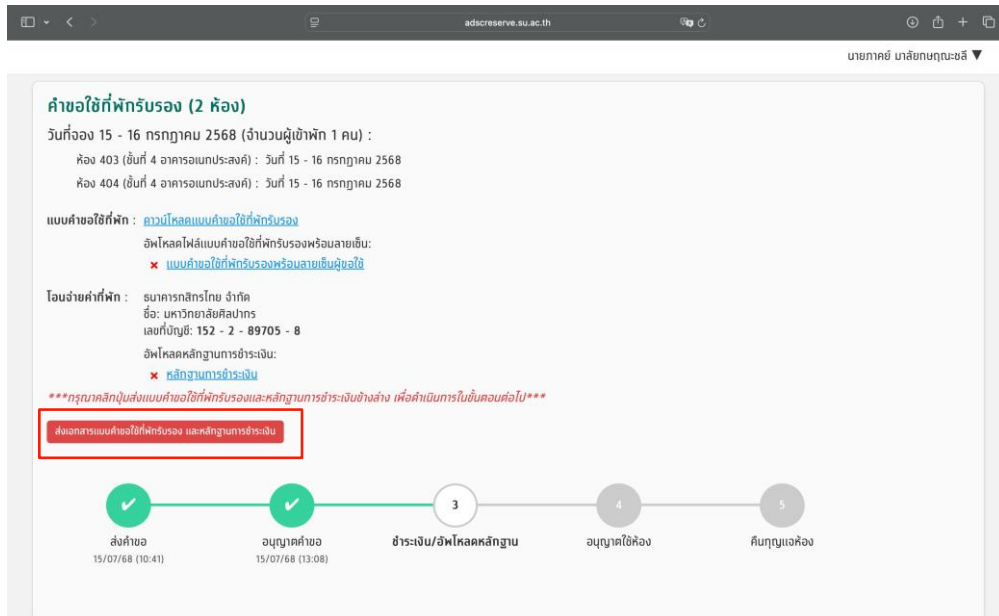 adscreserve.su.ac.th
นายภาคย์ มาลัยกษฤณะชลี ▼
คำขอใช้ที่พักรับรอง (2 ห้อง)
วันที่จอง 15 - 16 กรกฎาคม 2568 (จำนวนผู้เข้าพัก 1 คน) :
ห้อง 403 (ชั้นที่ 4 อาคารอเนกประสงค์) : วันที่ 15 - 16 กรกฎาคม 2568
ห้อง 404 (ชั้นที่ 4 อาคารอเนกประสงค์) : วันที่ 15 - 16 กรกฎาคม 2568
แบบคำขอใช้ที่พัก : ดาวน์โหลดแบบคำขอใช้ที่พักรับรอง
อัพโหลดไฟล์แบบคำขอใช้ที่พักรับรองพร้อมลายเซ็น:
แบบคำขอใช้ที่พักรับรองพร้อมลายเซ็นผู้ขอใช้
โอนจ่ายค่าที่พัก : ธนาคารกสิกรไทย จำกัด
ชื่อ: มหาวิทยาลัยศิลปากร
เลขที่บัญชี: 152 - 2 - 89705 - 8
อัพโหลดหลักฐานการชำระเงิน:
หลักฐานการชำระเงิน
***กรุณาคลิกปุ่มส่งแบบคำขอใช้ที่พักรับรองและหลักฐานการชำระเงินข้างล่าง เพื่อดำเนินการในขั้นตอนต่อไป***
ส่งเอกสารแบบคำขอใช้ที่พักรับรอง และหลักฐานการชำระเงิน
3 4 5
ส่งคำขอ อนุญาตคำขอ ชำระเงิน/อัพโหลดหลักฐาน อนุญาตใช้ห้อง คืนกุญแจห้อง
15/07/68 (10:41) 15/07/68 (13:08)